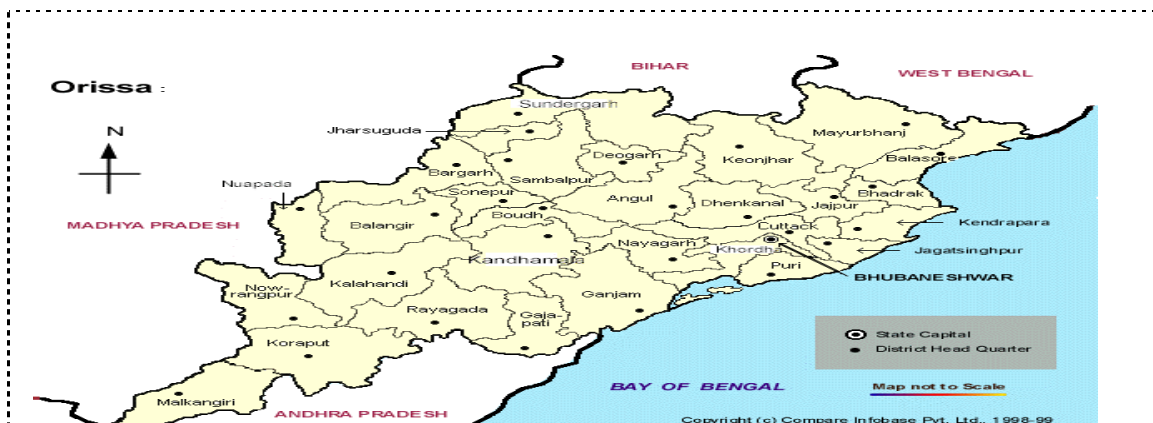 BIHAR
WEST BENGAL
Orissa :
Sundergarh
N
Jharsuguda
Mayurbhanj
Deogarh
Keonjhar
Balasore
Bargarh
Sambalpur
Nuapada
Sonepur
Angul
Dhenkanal
Jajpur
Bhadrak
Boudh
MADHYA PRADESH
Balangir
Cuttack
Kendrapara
Nayagarh
Khordha
Jagatsinghpur
Kandhamala
Puri
BHUBANESHWAR
Now-
rangpur
Kalahandi
Ganjam
Rayagada
Gaja-
pati
Koraput
State Capital
District Head Quarter
BAY OF BENGAL
Map not to Scale
Malkangiri
ANDHRA PRADESH
Copyright (c) Compare Infobase Pvt. Ltd., 1998-99